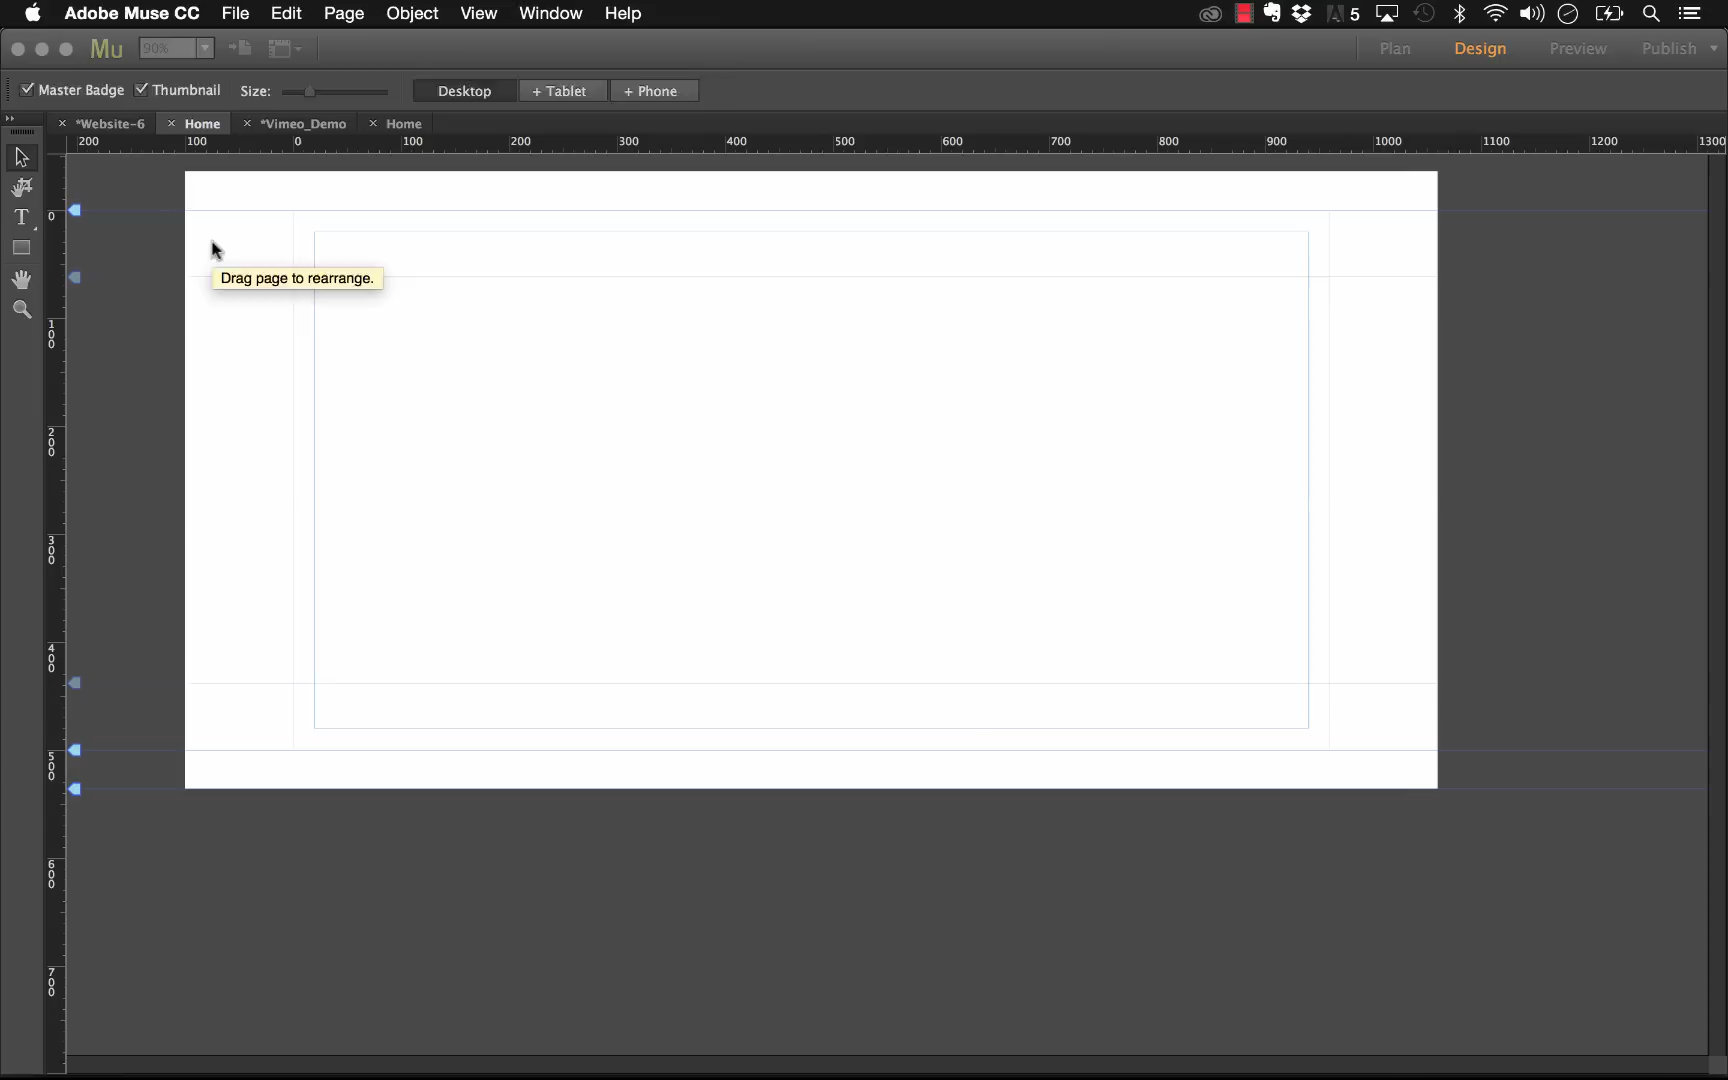 Adobe Muse CC File Edit Page Object View Window Help 5
Mu 90% Plan Design Preview Publish
Master Badge Thumbnail Size: Desktop + Tablet + Phone
× *Website-6 × Home × *Vimeo_Demo × Home
200 100 0 100 200 300 400 500 600 700 800 900 1000 1100 1200 1300
T
0
Drag page to rearrange.
100
200
300
400
500
600
700